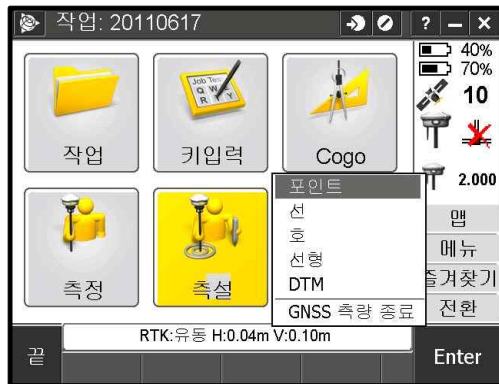 작업: 20110617
? — ×
40%
70%
10
2.000
작업
Job Tes
Q W
R T Y Y
키입력
Cogo
측정
측설
포인트
선
호
선형
DTM
GNSS 측량 종료
맵
메뉴
즐겨찾기
전환
RTK:유동 H:0.04m V:0.10m
끝
Enter